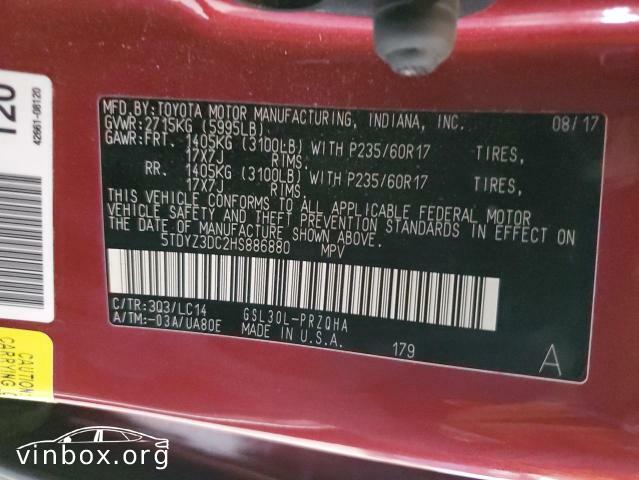 120
42661-08120
MFD.BY:TOYOTA MOTOR MANUFACTURING, INDIANA, INC. 08/17
GVWR:2715KG (5995LB)
GAWR:FRT. 1405KG (3100LB) WITH P235/60R17 TIRES,
17X7J RIMS.
RR. 1405KG (3100LB) WITH P235/60R17 TIRES,
17X7J RIMS.
THIS VEHICLE CONFORMS TO ALL APPLICABLE FEDERAL MOTOR
VEHICLE SAFETY AND THEFT PREVENTION STANDARDS IN EFFECT ON
THE DATE OF MANUFACTURE SHOWN ABOVE.
5TDYZ3DC2HS886880 MPV
C/TR:3Q3/LC14 GSL30L-PRZQHA
A/TM:-03A/UA80E MADE IN U.S.A.
179 A
CAUTION:
CARRYING
vinbox.org